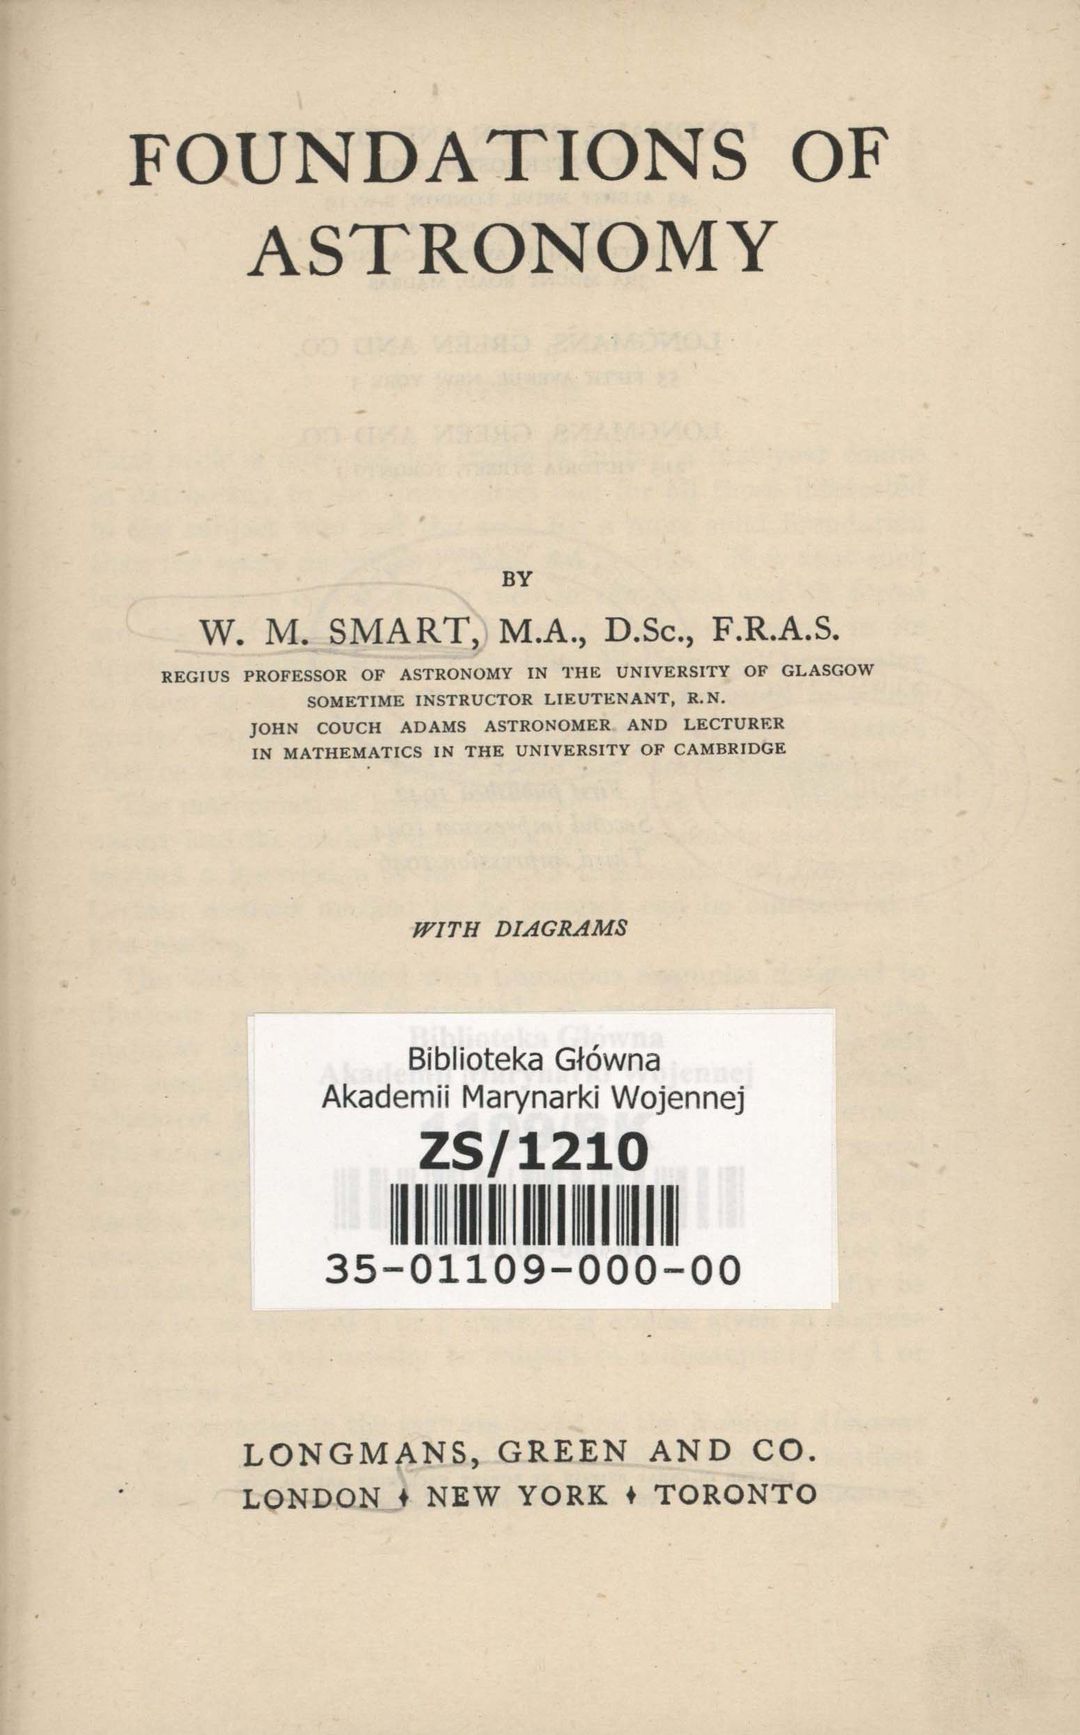 FOUNDATIONS OF
ASTRONOMY
BY
W. M. SMART, M.A., D.Sc., F.R.A.S.
REGIUS PROFESSOR OF ASTRONOMY IN THE UNIVERSITY OF GLASGOW
SOMETIME INSTRUCTOR LIEUTENANT, R.N.
JOHN COUCH ADAMS ASTRONOMER AND LECTURER
IN MATHEMATICS IN THE UNIVERSITY OF CAMBRIDGE
WITH DIAGRAMS
Biblioteka Główna
Akademii Marynarki Wojennej
ZS/1210
35-01109-000-00
LONGMANS, GREEN AND CO.
LONDON ♦ NEW YORK ♦ TORONTO